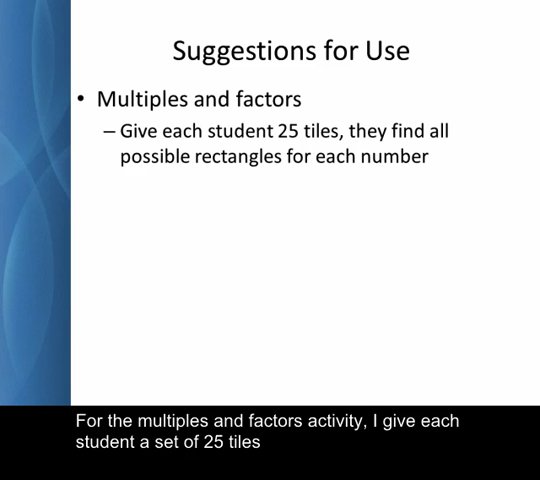 Suggestions for Use
• Multiples and factors
– Give each student 25 tiles, they find all
possible rectangles for each number
For the multiples and factors activity, I give each
student a set of 25 tiles